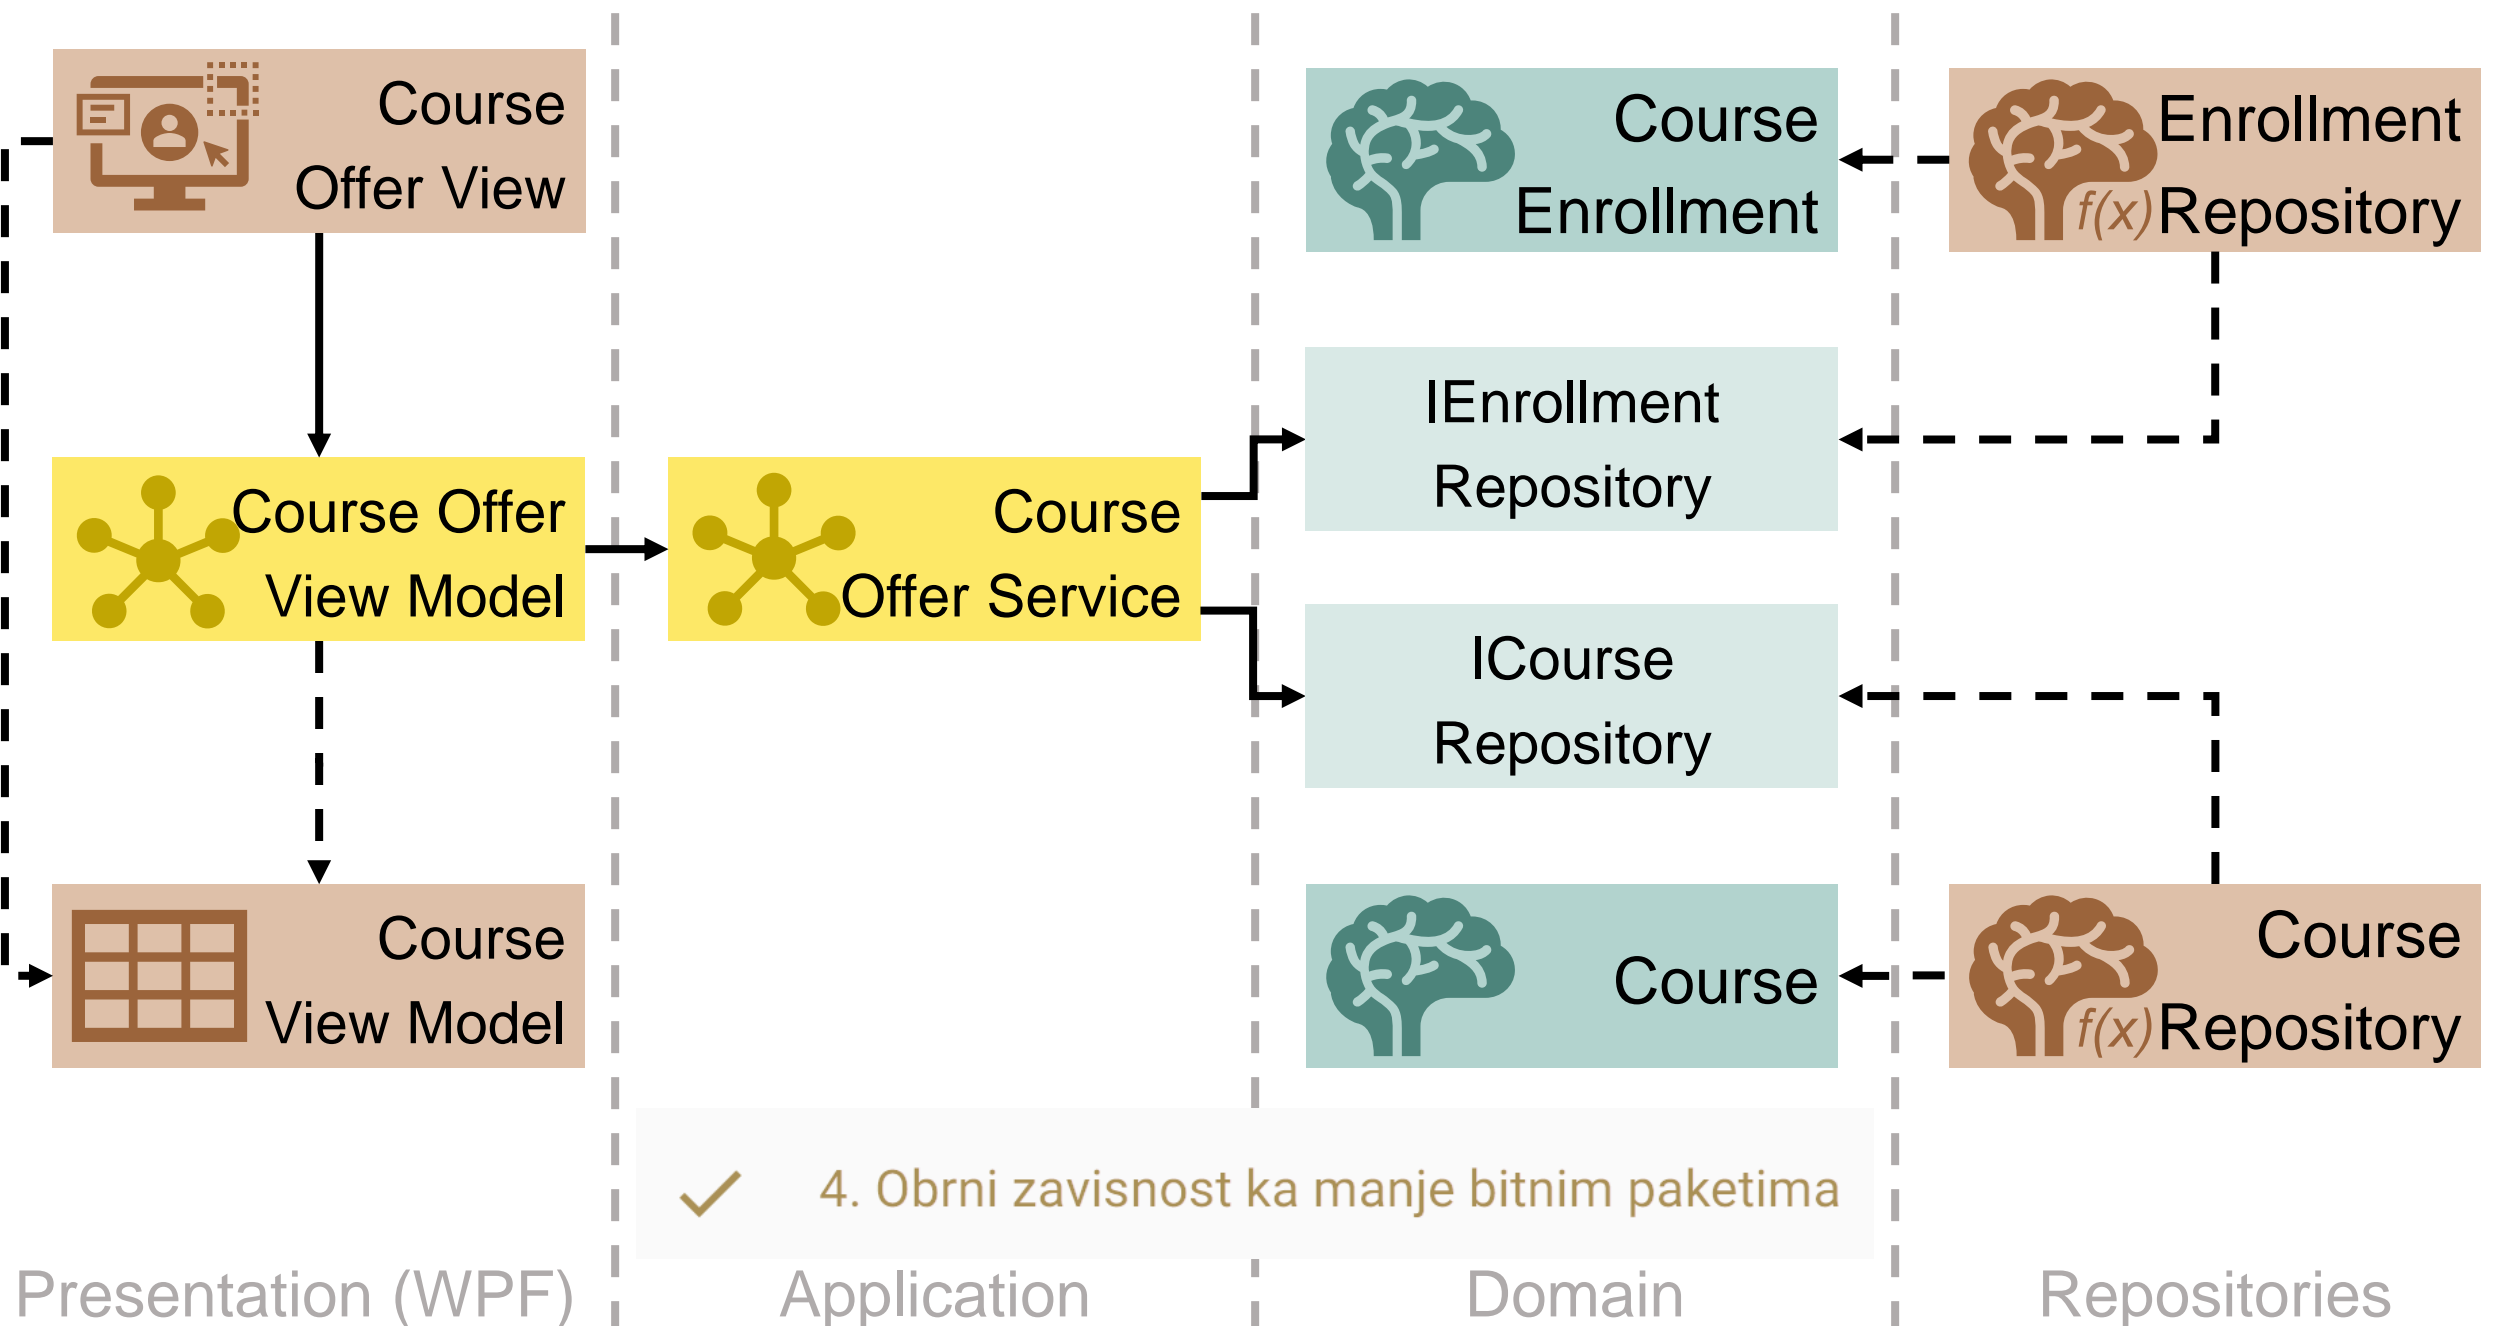 Course
Offer View
Course Offer
View Model
Course
View Model
Course
Offer Service
Course
Enrollment
IEnrollment
Repository
ICourse
Repository
Course
Enrollment
f(x) Repository
Course
f(x) Repository
4. Obrni zavisnost ka manje bitnim paketima
Presentation (WPF)
Application
Domain
Repositories